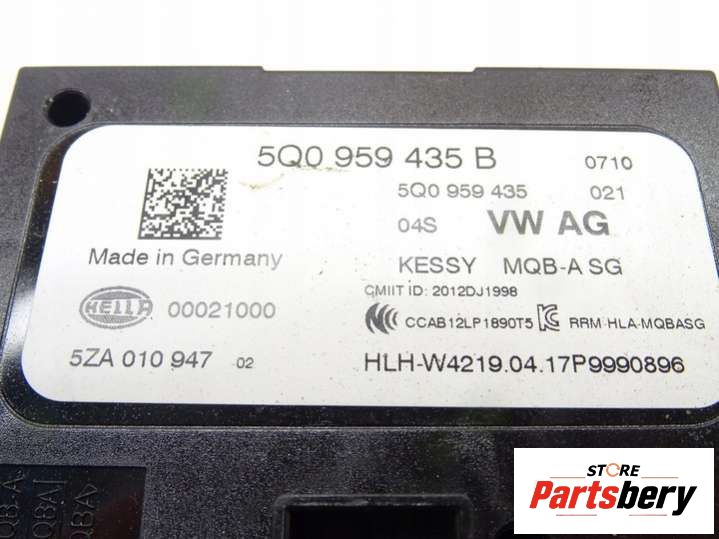 5Q0 959 435 B 0710
5Q0 959 435 021
04S VW AG
Made in Germany KESSY MQB-A SG
CMIIT ID: 2012DJ1998
HELLA 00021000 CCAB12LP1890T5 RRM-HLA-MQBASG
5ZA 010 947 02 HLH-W4219.04.17P9990896
STORE
Partsbery